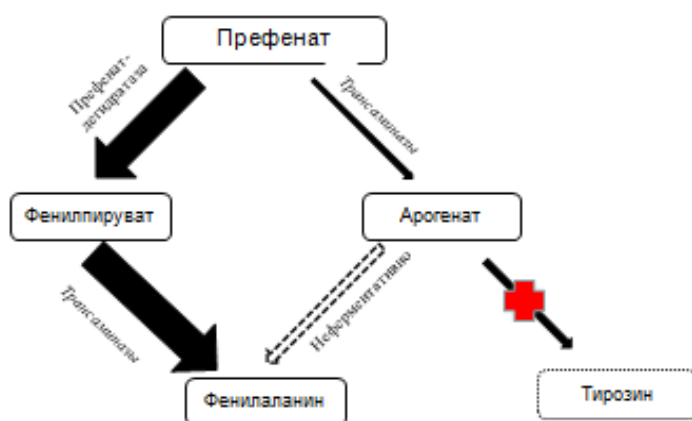 Префенат
Префенат-
дегидратаза
Трансаминазы
Фенилпируват
Арогенат
Трансаминазы
Неферментативно
Фенилаланин
Тирозин